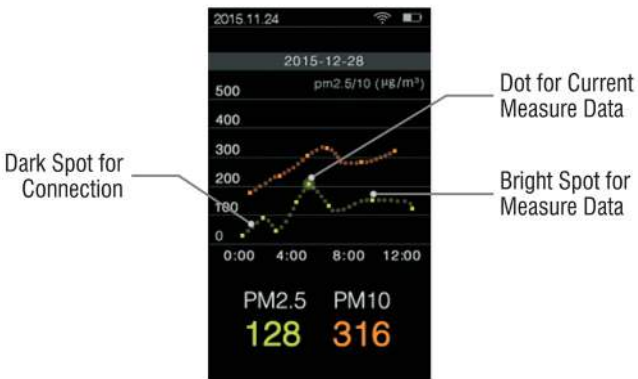 2015.11.24
2015-12-28
pm2.5/10 (µg/m³)
500
400
300
200
100
0
0:00 4:00 8:00 12:00
PM2.5 PM10
128 316
Dark Spot for
Connection
Dot for Current
Measure Data
Bright Spot for
Measure Data